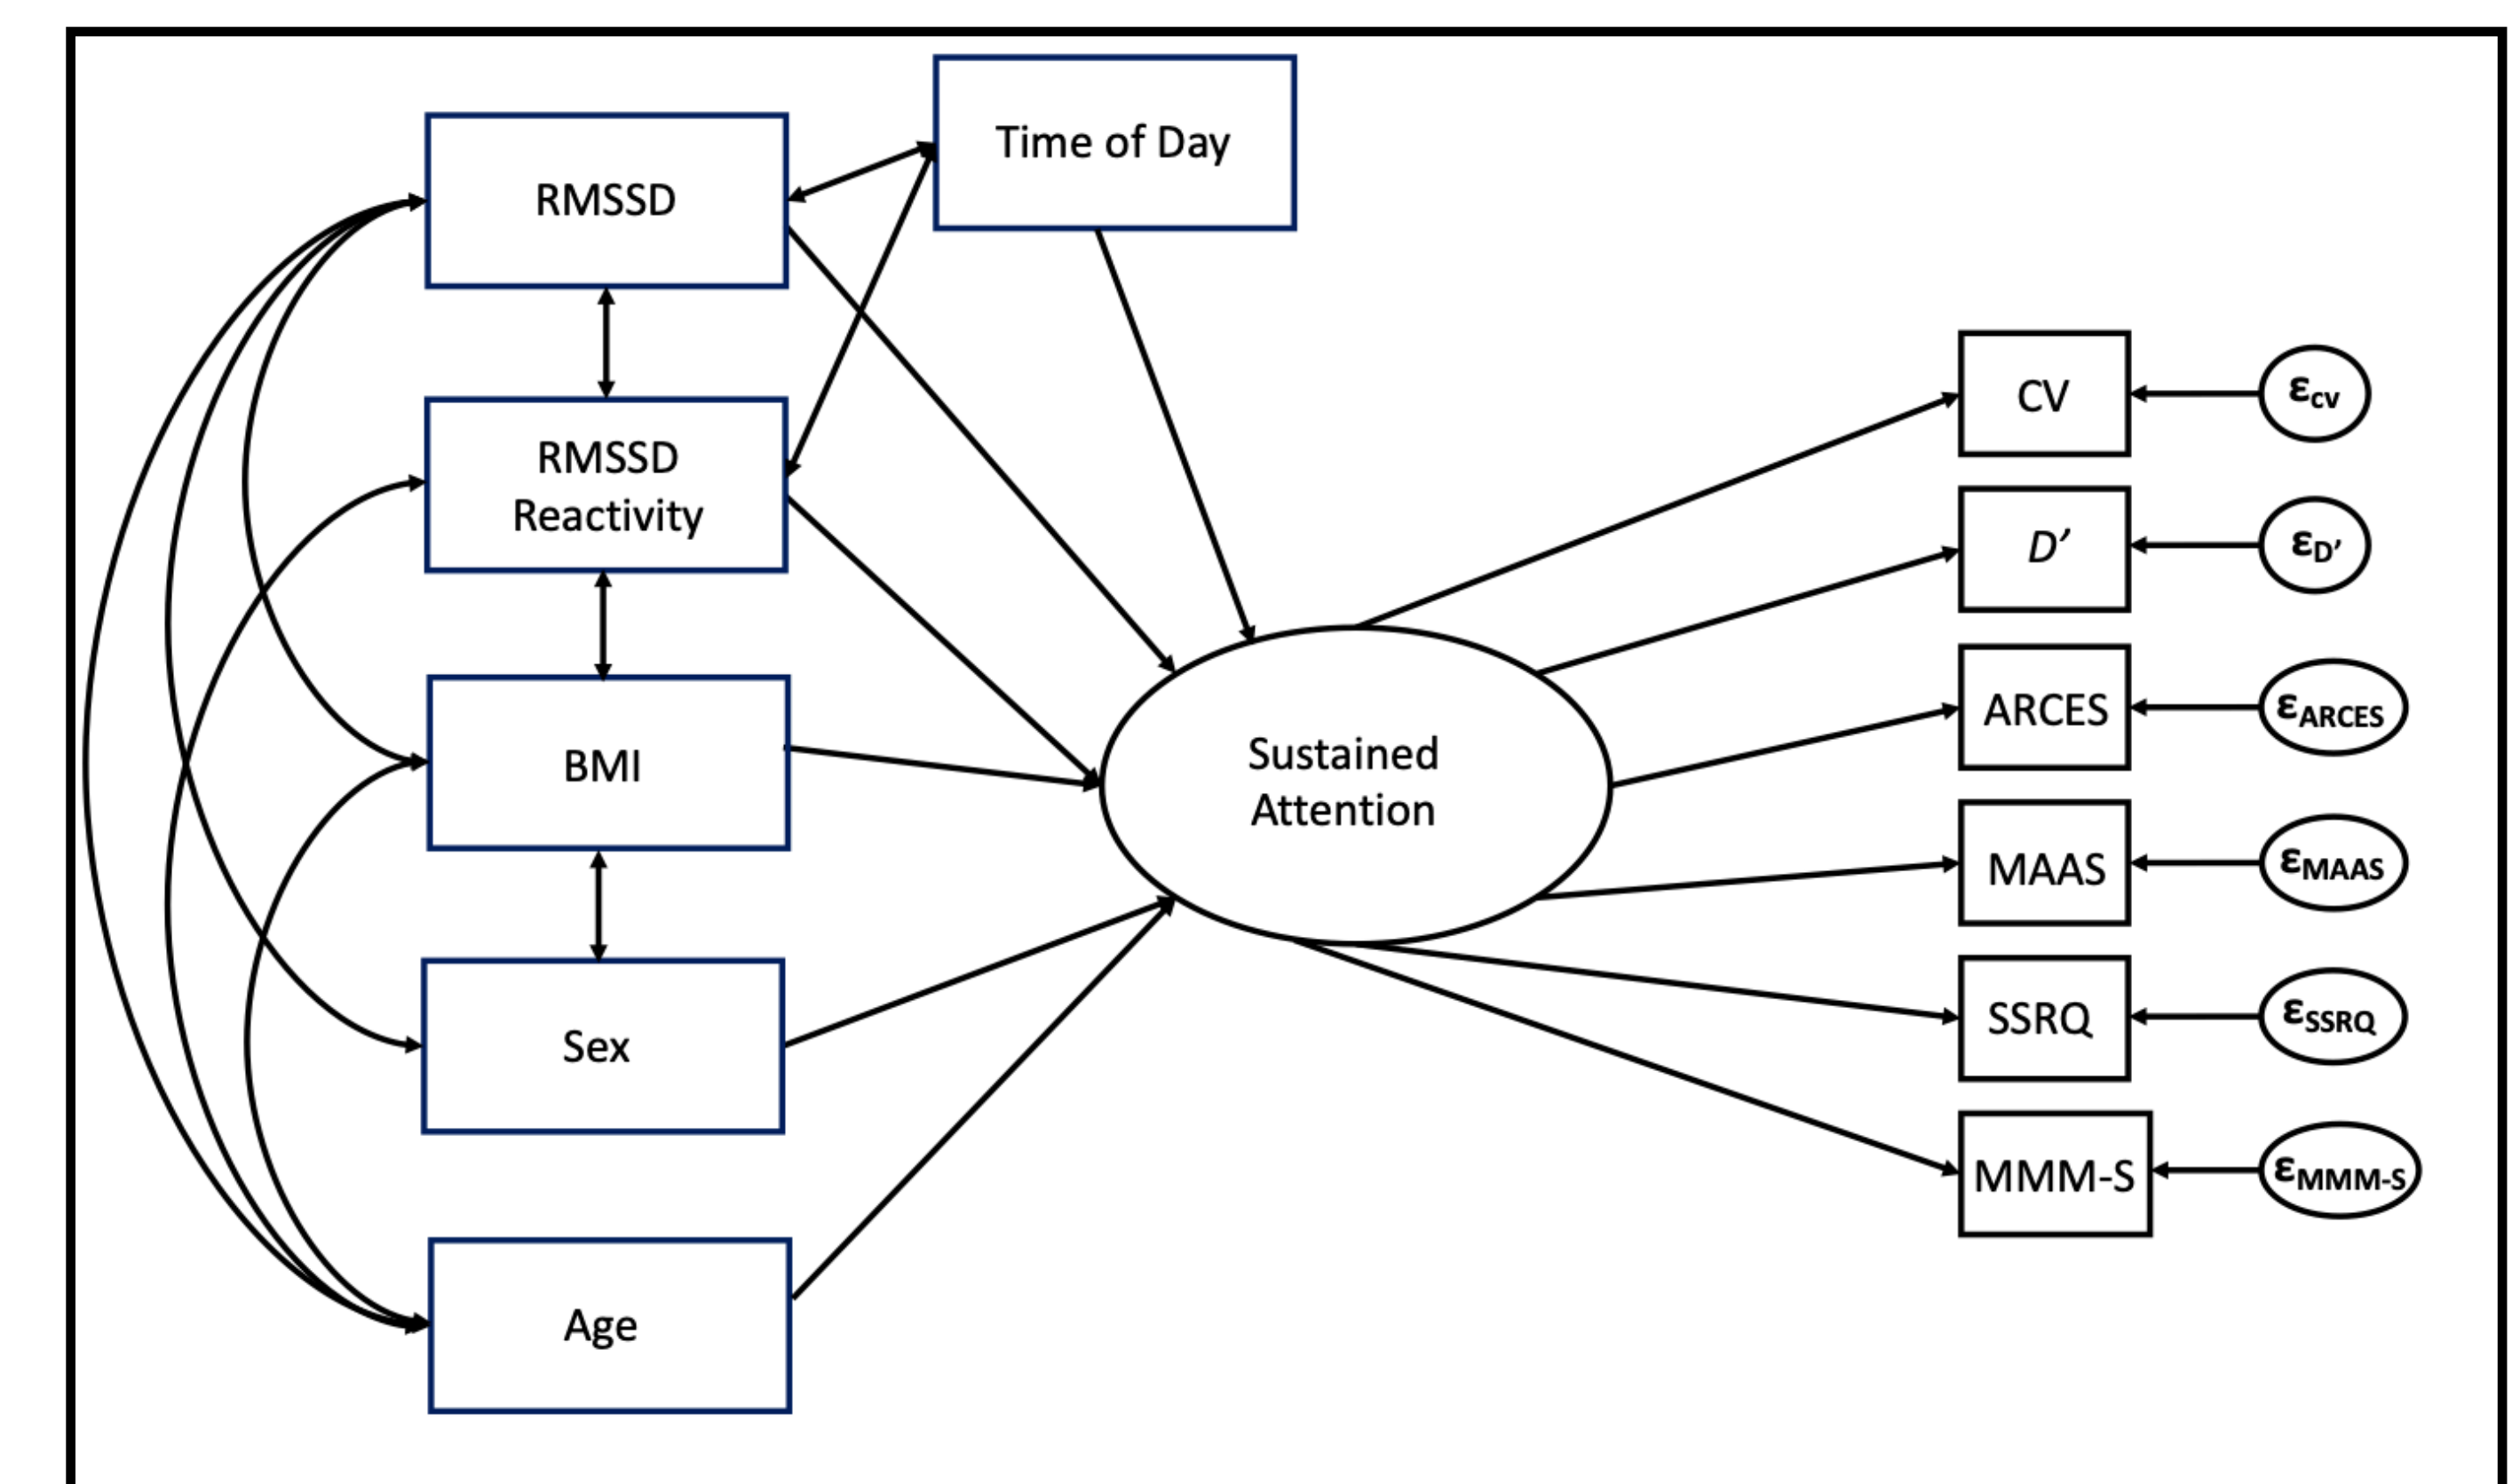 Time of Day
RMSSD
RMSSD
Reactivity
BMI
Sex
Age
Sustained
Attention
CV
εcv
D’
εD’
ARCES
εARCES
MAAS
εMAAS
SSRQ
εSSRQ
MMM-S
εMMM-S